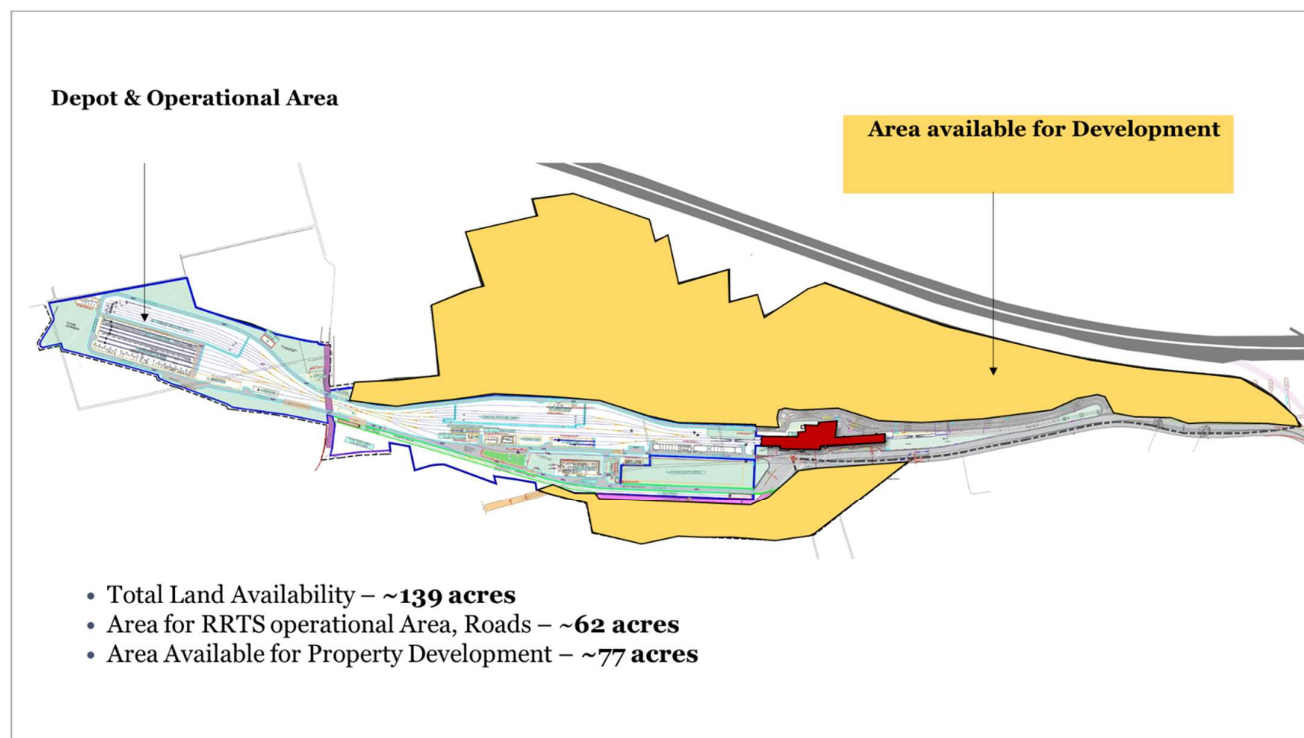 Depot & Operational Area
Area available for Development
• Total Land Availability – ~139 acres
• Area for RRTS operational Area, Roads – ~62 acres
• Area Available for Property Development – ~77 acres